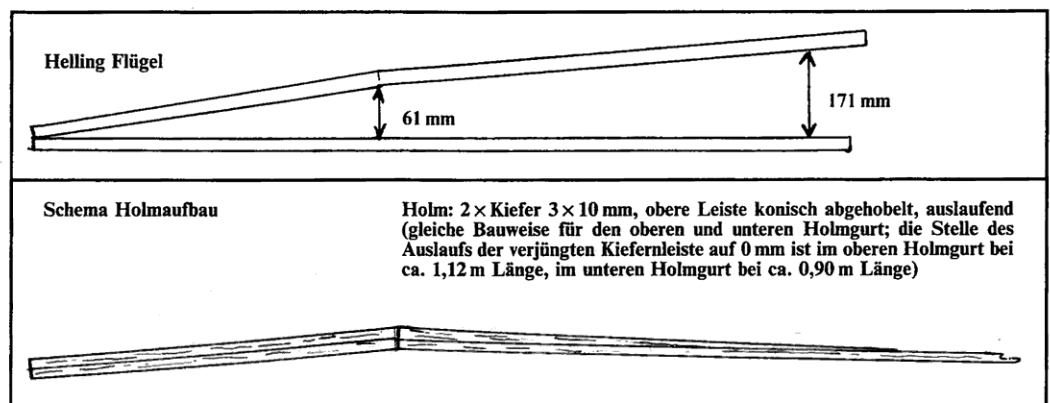 Helling Flügel
61 mm
171 mm
Schema Holmaufbau
Holm: 2 × Kiefer 3 × 10 mm, obere Leiste konisch abgehobelt, auslaufend
(gleiche Bauweise für den oberen und unteren Holmgurt; die Stelle des
Auslaufs der verjüngten Kiefernleiste auf 0 mm ist im oberen Holmgurt bei
ca. 1,12 m Länge, im unteren Holmgurt bei ca. 0,90 m Länge)